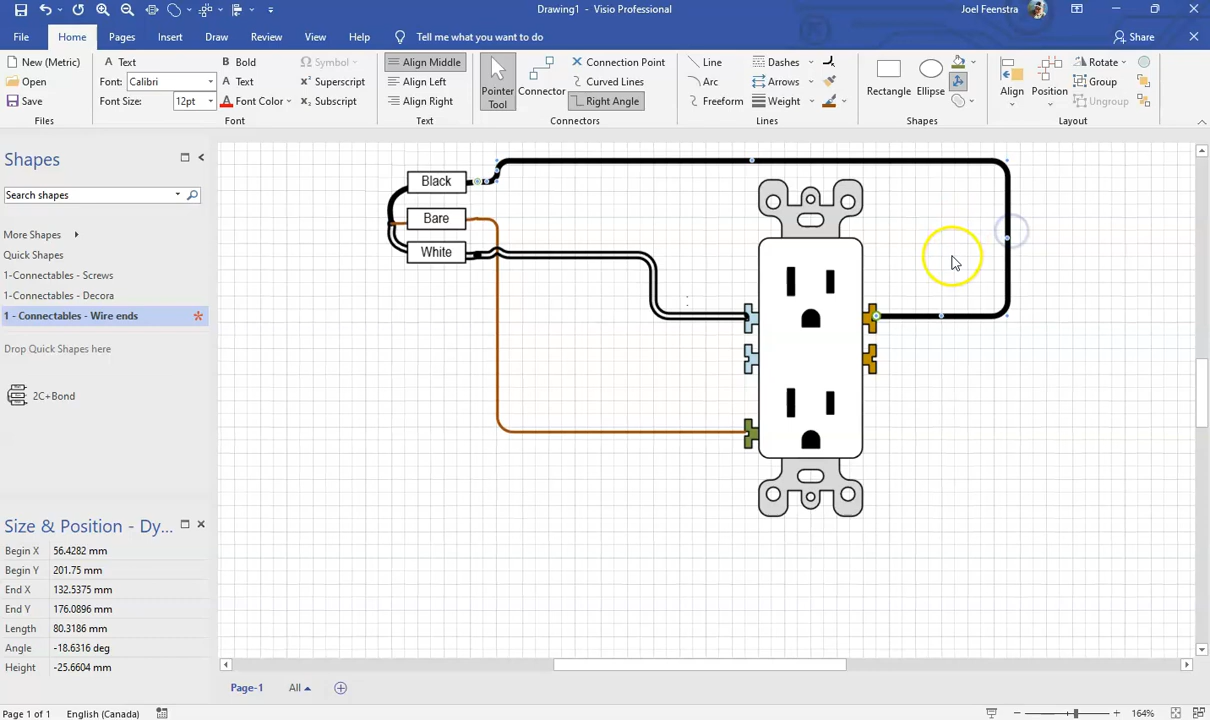 Drawing1 - Visio Professional
Joel Feenstra
File
Home
Pages
Insert
Draw
Review
View
Help
Tell me what you want to do
Share
New (Metric)
Open
Save
Files
Text
Font: Calibri
Font Size: 12pt
Bold
Text
Font Color
Symbol
Superscript
Subscript
Font
Align Middle
Align Left
Align Right
Text
Pointer
Tool
Connector
Connection Point
Curved Lines
Right Angle
Connectors
Line
Arc
Freeform
Dashes
Arrows
Weight
Lines
Rectangle
Ellipse
Shapes
Align
Position
Rotate
Group
Ungroup
Layout
Shapes
Search shapes
More Shapes
Quick Shapes
1-Connectables - Screws
1-Connectables - Decora
1 - Connectables - Wire ends
Drop Quick Shapes here
2C+Bond
Black
Bare
White
Size & Position - Dy...
Begin X 56.4282 mm
Begin Y 201.75 mm
End X 132.5375 mm
End Y 176.0896 mm
Length 80.3186 mm
Angle -18.6316 deg
Height -25.6604 mm
Page-1
All
Page 1 of 1
English (Canada)
164%